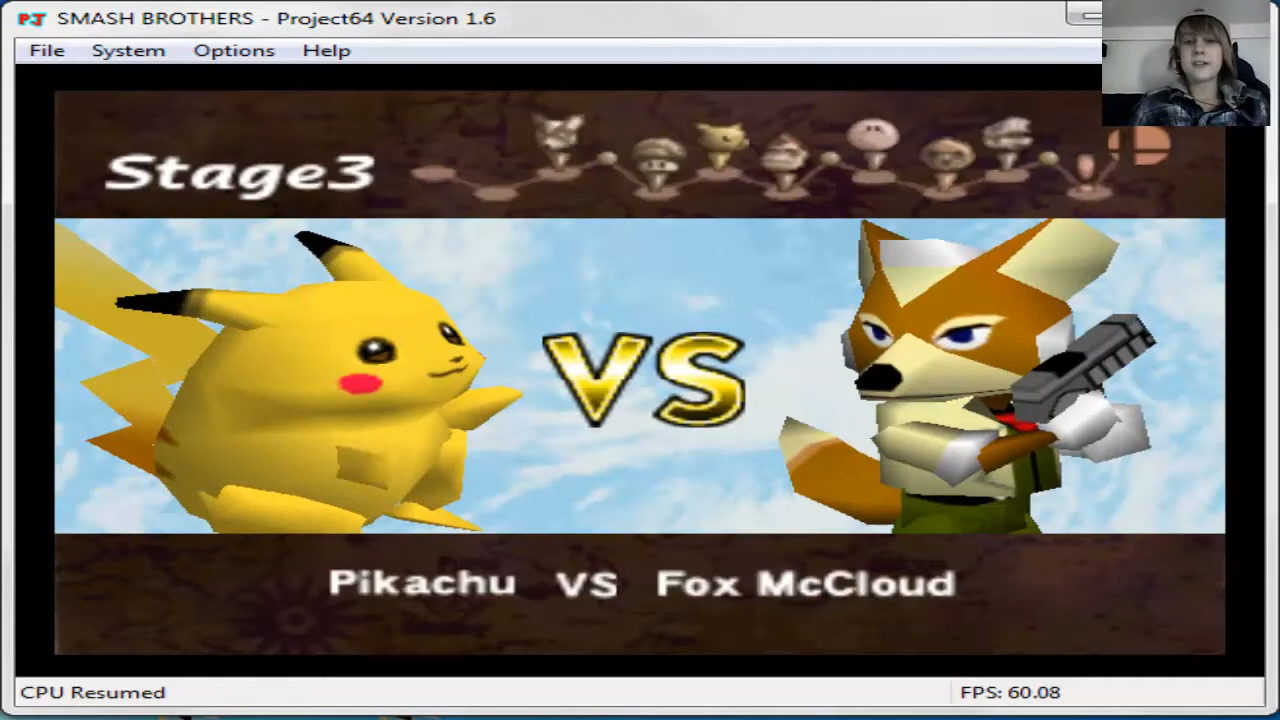 SMASH BROTHERS - Project64 Version 1.6
File System Options Help
Stage3
VS
Pikachu VS Fox McCloud
CPU Resumed FPS: 60.08